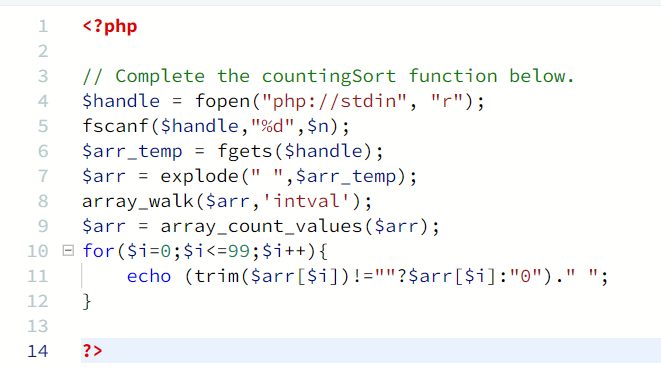 1 <?php
2
3 // Complete the countingSort function below.
4 $handle = fopen("php://stdin", "r");
5 fscanf($handle,"%d",$n);
6 $arr_temp = fgets($handle);
7 $arr = explode(" ",$arr_temp);
8 array_walk($arr,'intval');
9 $arr = array_count_values($arr);
10 for($i=0;$i<=99;$i++){
11     echo (trim($arr[$i])!=""?$arr[$i]:"0")." ";
12 }
13
14 ?>